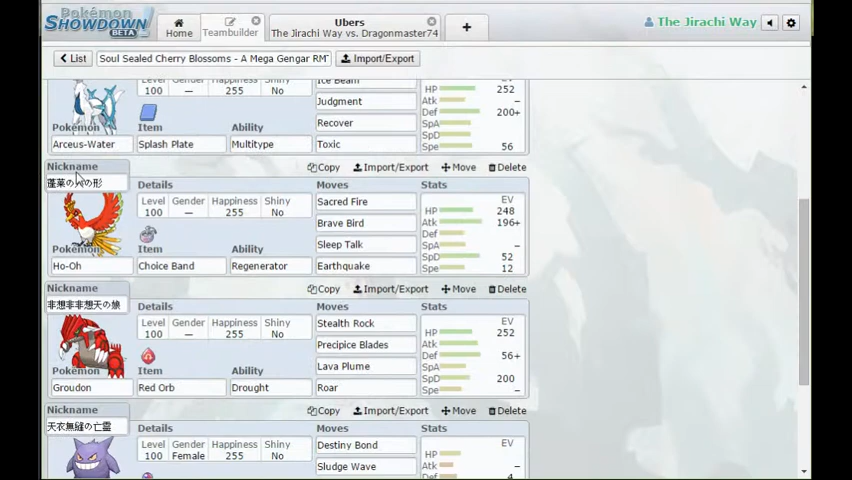 Pokémon
SHOWDOWN!
BETA
Home
Teambuilder
Ubers
The Jirachi Way vs. Dragonmaster74
+
The Jirachi Way
List
Soul Sealed Cherry Blossoms - A Mega Gengar RMT
Import/Export
Level Gender Happiness Shiny
100 — 255 No
Pokémon Item Ability
Arceus-Water Splash Plate Multitype
Ice Beam
Judgment
Recover
Toxic
EV
HP 252
Atk –
Def 200+
SpA
SpD
Spe 56
Nickname
Copy Import/Export Move Delete
Details Moves Stats
Level Gender Happiness Shiny
100 — 255 No
Pokémon Item Ability
Ho-Oh Choice Band Regenerator
Sacred Fire
Brave Bird
Sleep Talk
Earthquake
EV
HP 248
Atk 196+
Def
SpA –
SpD 52
Spe 12
Nickname
非想非非想天の娘
Copy Import/Export Move Delete
Details Moves Stats
Level Gender Happiness Shiny
100 — 255 No
Pokémon Item Ability
Groudon Red Orb Drought
Stealth Rock
Precipice Blades
Lava Plume
Roar
EV
HP 252
Atk
Def 56+
SpA
SpD 200
Spe –
Nickname
天衣無縫の亡霊
Copy Import/Export Move Delete
Details Moves Stats
Level Gender Happiness Shiny
100 Female 255 No
Destiny Bond
Sludge Wave
EV
HP
Atk –
Def 4